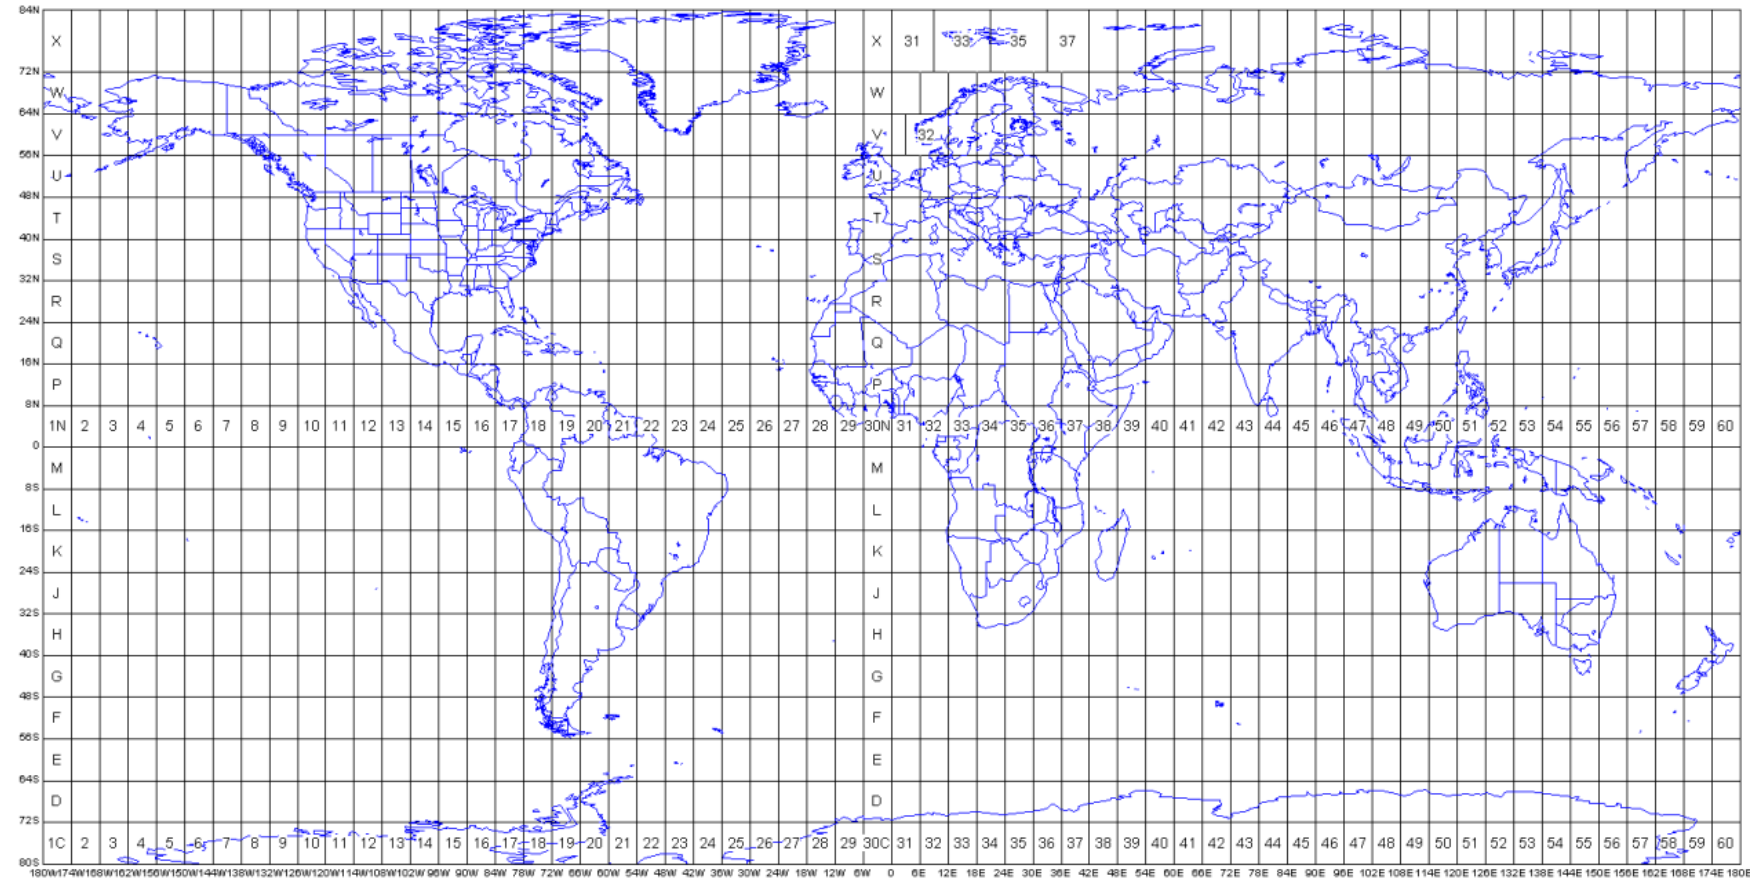 84N
X X 31 33 35 37
72N
W W
64N
V V 32
56N
U U
48N
T T
40N
S S
32N
R R
24N
Q Q
16N
P P
8N
1N 2 3 4 5 6 7 8 9 10 11 12 13 14 15 16 17 18 19 20 21 22 23 24 25 26 27 28 29 30N 31 32 33 34 35 36 37 38 39 40 41 42 43 44 45 46 47 48 49 50 51 52 53 54 55 56 57 58 59 60
0
M M
8S
L L
16S
K K
24S
J J
32S
H H
40S
G G
48S
F F
56S
E E
64S
D D
72S
1C 2 3 4 5 6 7 8 9 10 11 12 13 14 15 16 17 18 19 20 21 22 23 24 25 26 27 28 29 30C 31 32 33 34 35 36 37 38 39 40 41 42 43 44 45 46 47 48 49 50 51 52 53 54 55 56 57 58 59 60
80S
180W 174W 168W 162W 156W 150W 144W 138W 132W 126W 120W 114W 108W 102W 96W 90W 84W 78W 72W 66W 60W 54W 48W 42W 36W 30W 24W 18W 12W 6W 0 6E 12E 18E 24E 30E 36E 42E 48E 54E 60E 66E 72E 78E 84E 90E 96E 102E 108E 114E 120E 126E 132E 138E 144E 150E 156E 162E 168E 174E 180E